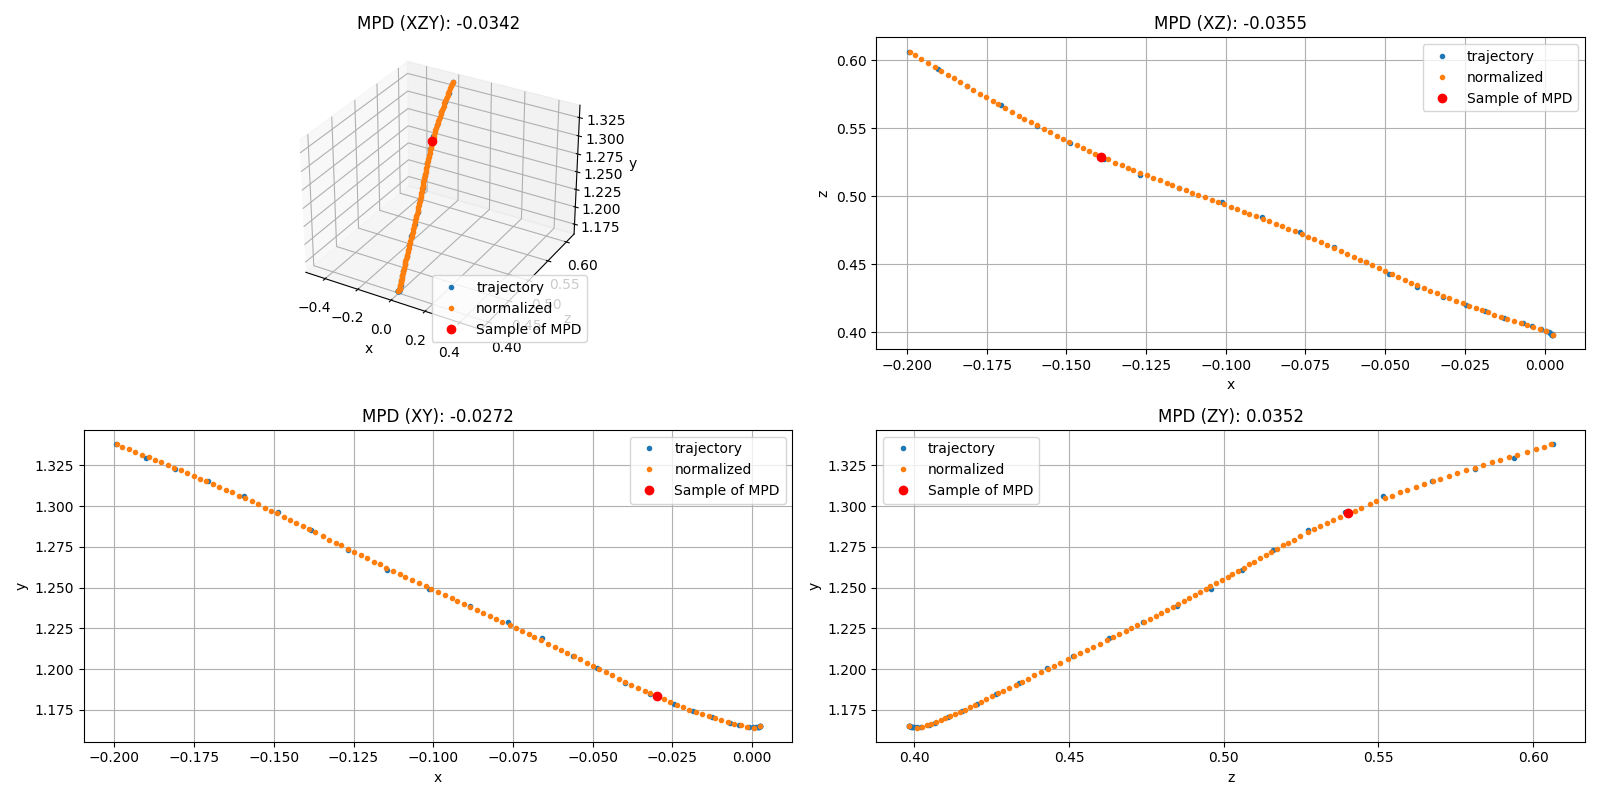 MPD (XZY): -0.0342
1.325
1.300
1.275
1.250
1.225
1.200
1.175
y
0.60
0.55
0.50
0.45
0.40
z
−0.4
−0.2
0.0
0.2
0.4
x
trajectory
normalized
Sample of MPD
MPD (XZ): -0.0355
trajectory
normalized
Sample of MPD
0.60
0.55
0.50
0.45
0.40
z
−0.200 −0.175 −0.150 −0.125 −0.100 −0.075 −0.050 −0.025 0.000
x
MPD (XY): -0.0272
trajectory
normalized
Sample of MPD
1.325
1.300
1.275
1.250
1.225
1.200
1.175
y
−0.200 −0.175 −0.150 −0.125 −0.100 −0.075 −0.050 −0.025 0.000
x
MPD (ZY): 0.0352
trajectory
normalized
Sample of MPD
1.325
1.300
1.275
1.250
1.225
1.200
1.175
y
0.40 0.45 0.50 0.55 0.60
z